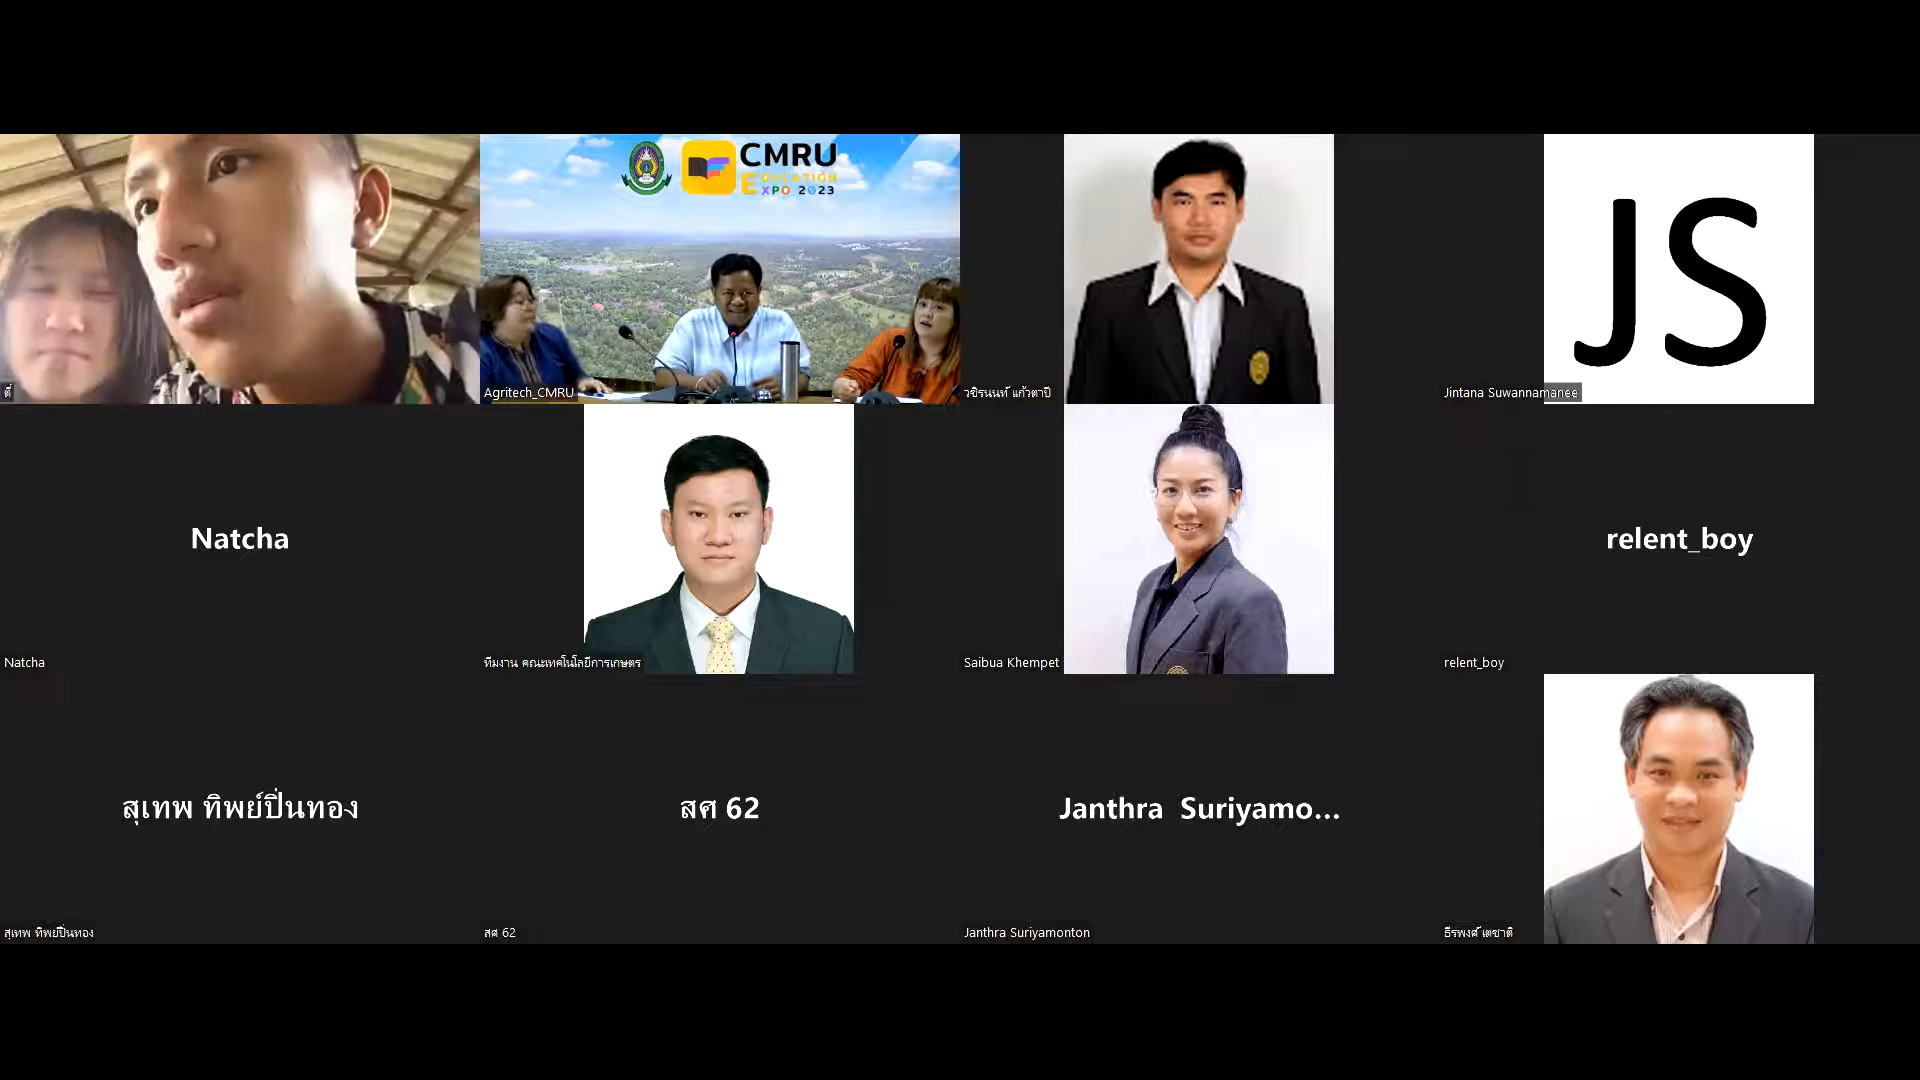 CMRU
EDUCATION
EXPO 2023
ตี๋
Agritech_CMRU
วชิรนนท์ แก้วตาปี
JS
Jintana Suwannamanee
Natcha
relent_boy
Natcha
ทีมงาน คณะเทคโนโลยีการเกษตร
Saibua Khempet
relent_boy
สุเทพ ทิพย์ปิ่นทอง
สศ 62
Janthra Suriyamo...
สุเทพ ทิพย์ปิ่นทอง
สศ 62
Janthra Suriyamonton
ธีรพงศ์ เตชาติ